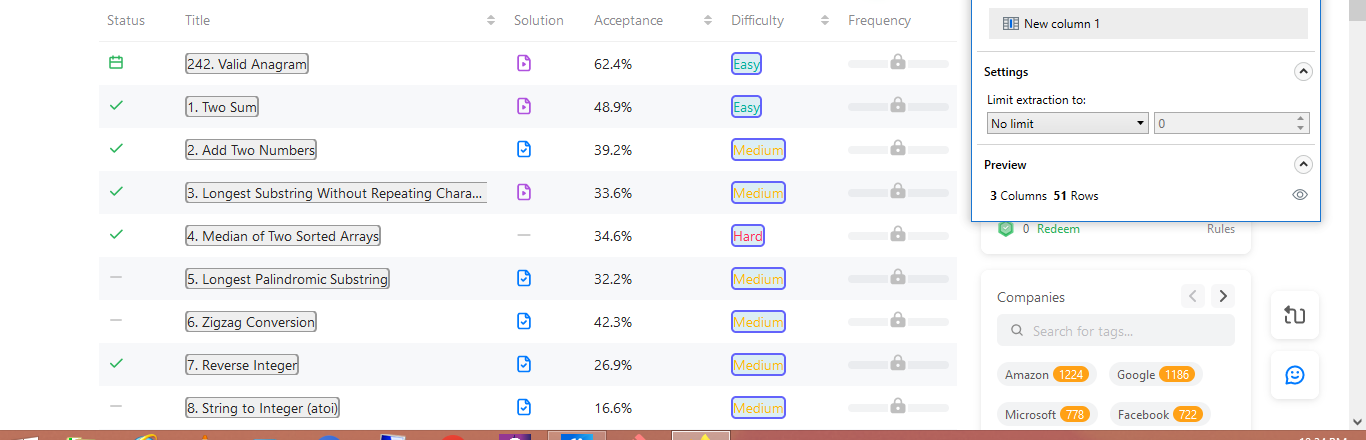 Status Title Solution Acceptance Difficulty Frequency
242. Valid Anagram 62.4% Easy
1. Two Sum 48.9% Easy
2. Add Two Numbers 39.2% Medium
3. Longest Substring Without Repeating Chara... 33.6% Medium
4. Median of Two Sorted Arrays 34.6% Hard
5. Longest Palindromic Substring 32.2% Medium
6. Zigzag Conversion 42.3% Medium
7. Reverse Integer 26.9% Medium
8. String to Integer (atoi) 16.6% Medium
New column 1
Settings
Limit extraction to:
No limit 0
Preview
3 Columns 51 Rows
0 Redeem Rules
Companies
Search for tags...
Amazon 1224 Google 1186
Microsoft 778 Facebook 722